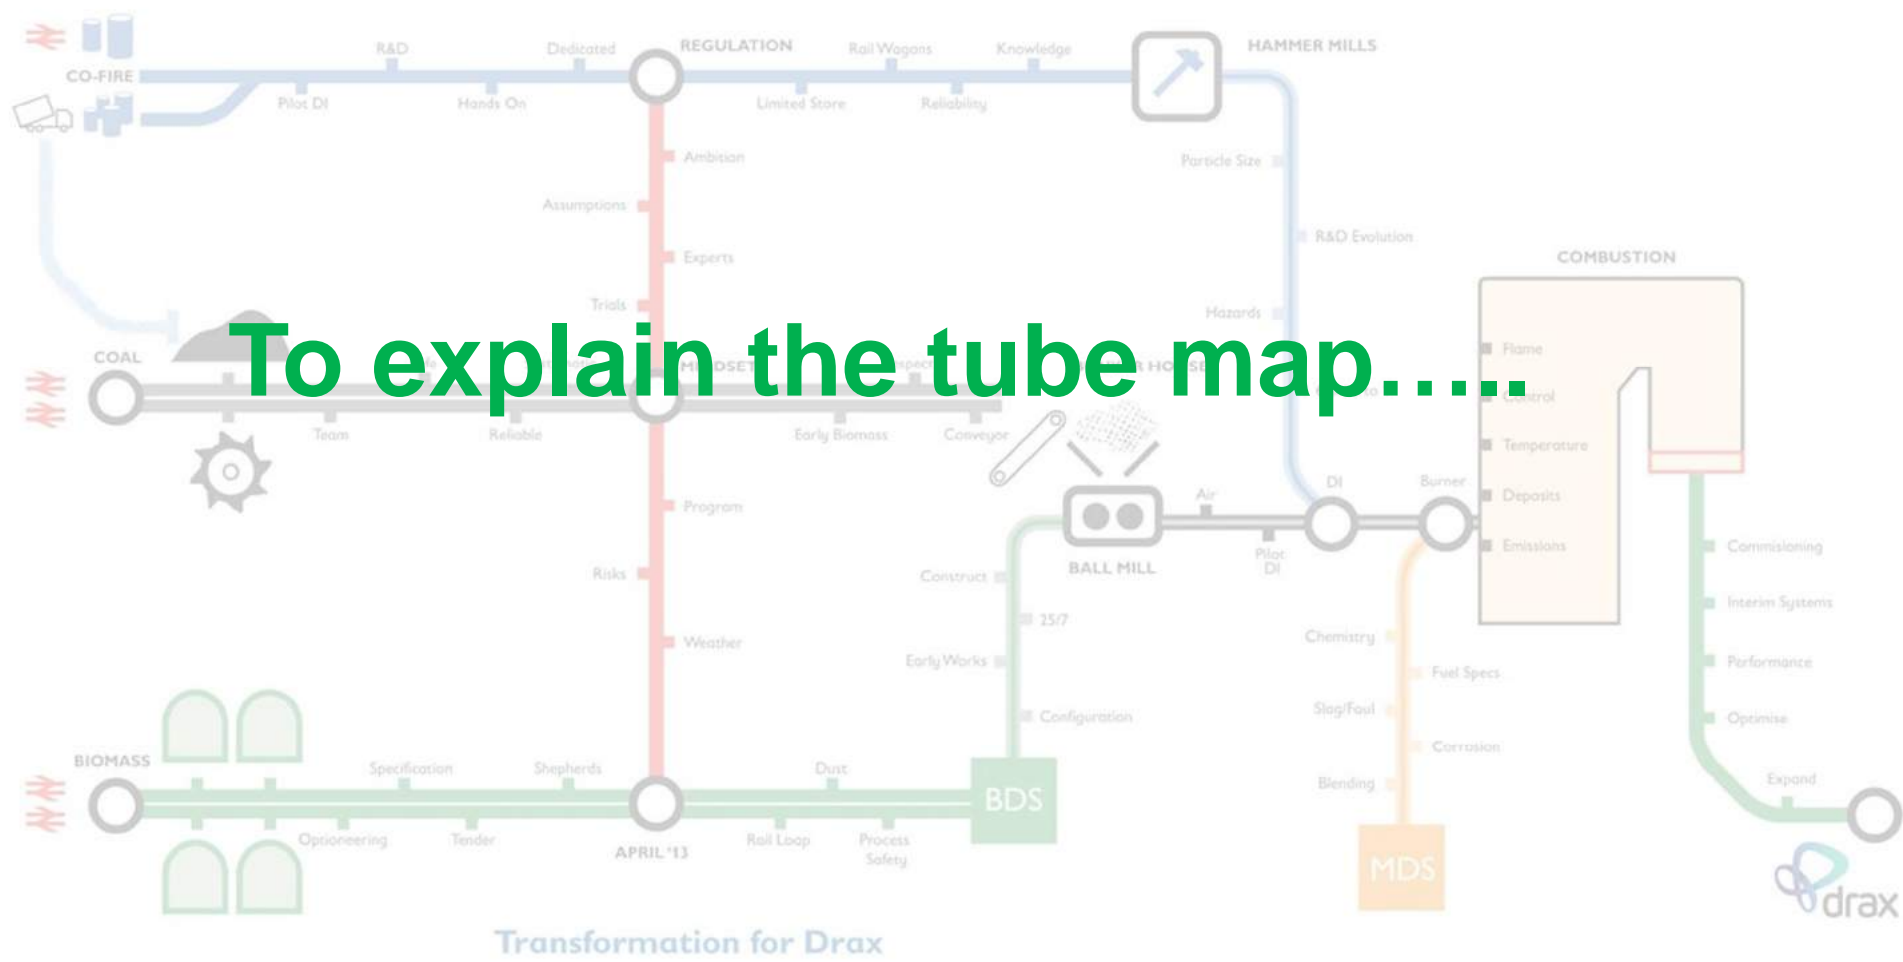 R&D
Dedicated
REGULATION
Rail Wagons
Knowledge
HAMMER MILLS
CO-FIRE
Pilot DI
Hands On
Limited Store
Reliability
Ambition
Particle Size
Assumptions
R&D Evolution
Experts
COMBUSTION
Trials
Hazards
To explain the tube map…..
COAL
Flame
Control
Team
Reliable
Early Biomass
Conveyor
Temperature
DI
Burner
Air
Deposits
Program
Pilot
DI
Emissions
Commisioning
BALL MILL
Risks
Construct
Interim Systems
25/7
Chemistry
Weather
Early Works
Fuel Specs
Performance
Slag/Foul
Configuration
Optimise
Corrosion
BIOMASS
Specification
Shepherds
Dust
Blending
Expand
BDS
Optioneering
Tender
APRIL '13
Rail Loop
Process
Safety
MDS
drax
Transformation for Drax